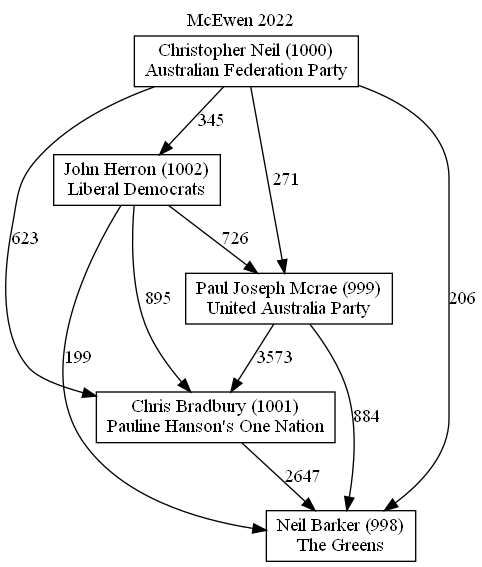 McEwen 2022
Christopher Neil (1000)
Australian Federation Party
345
John Herron (1002)
Liberal Democrats
271
623
726
206
Paul Joseph Mcrae (999)
United Australia Party
895
199
3573
Chris Bradbury (1001)
Pauline Hanson's One Nation
884
2647
Neil Barker (998)
The Greens